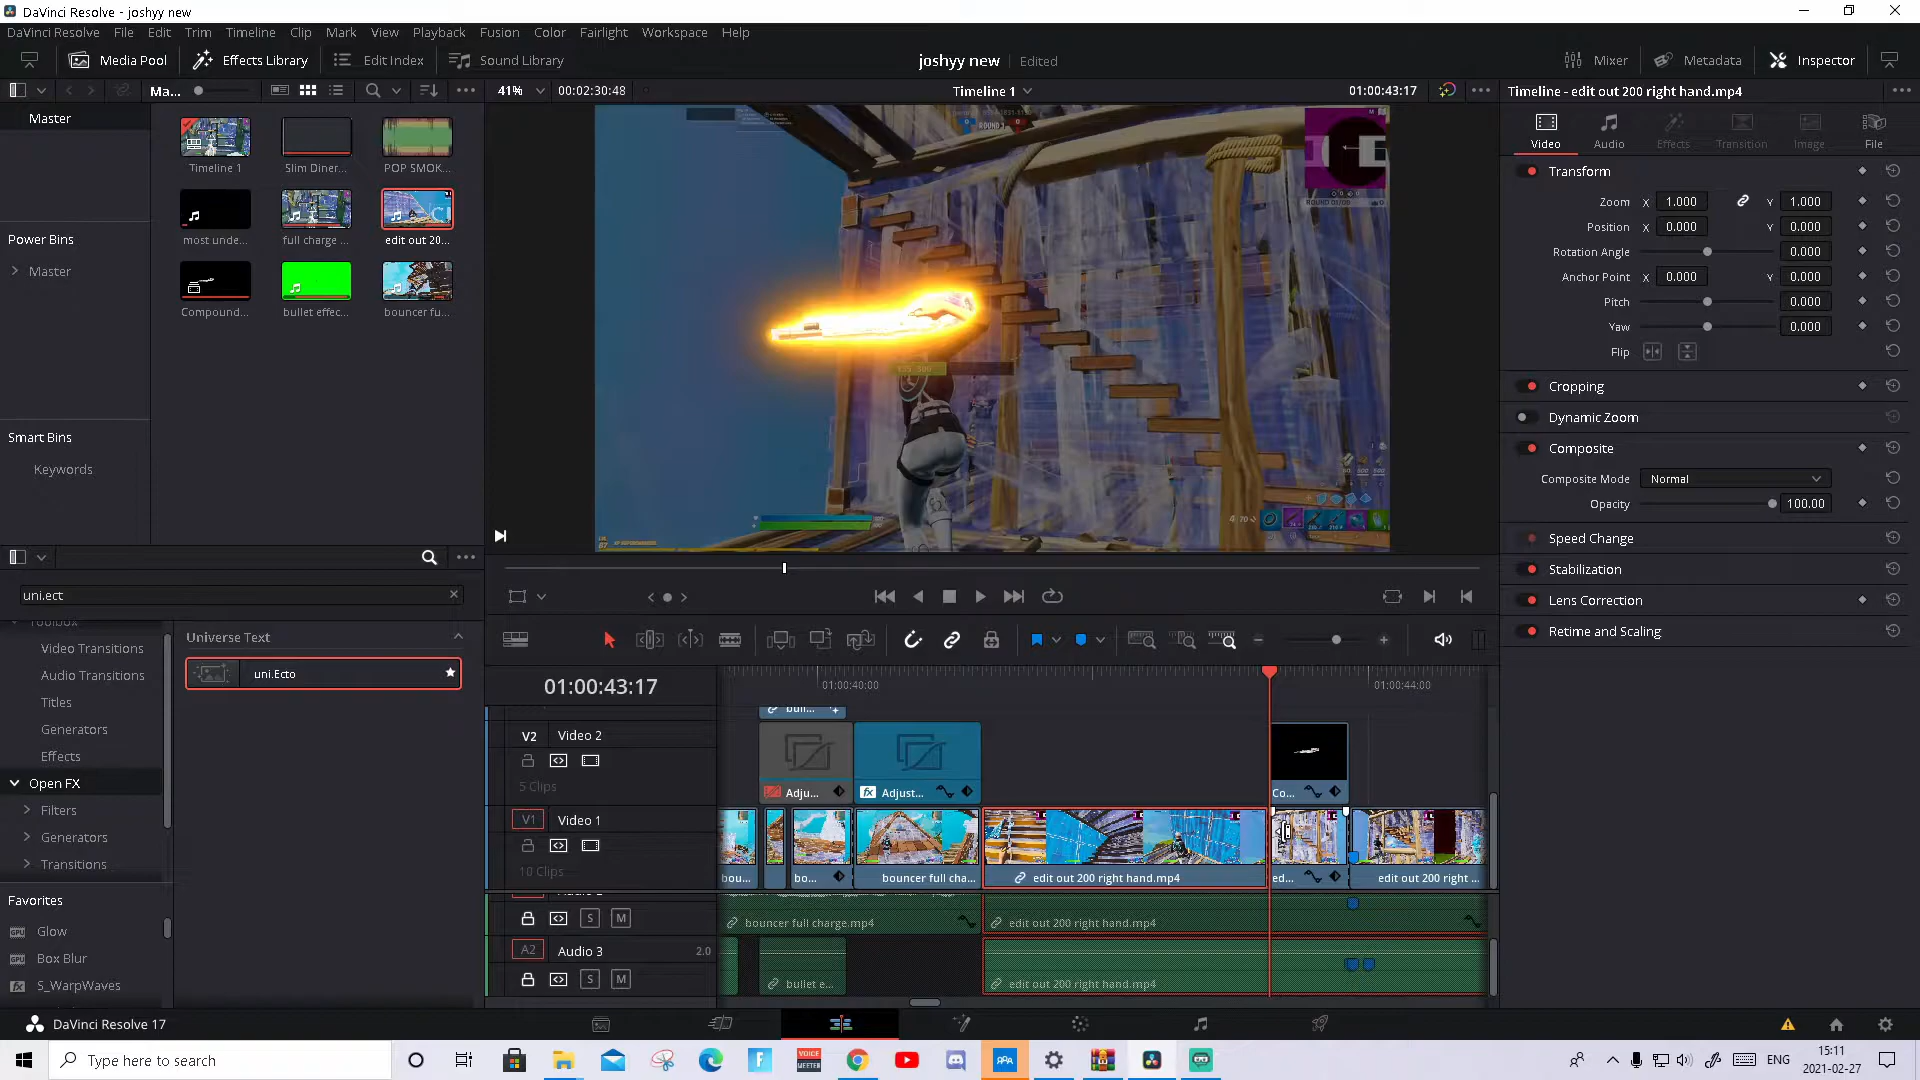 DaVinci Resolve - joshyy new
DaVinci Resolve File Edit Trim Timeline Clip Mark View Playback Fusion Color Fairlight Workspace Help
Media Pool Effects Library Edit Index Sound Library joshyy new Edited Mixer Metadata Inspector
Ma... 41% 00:02:30:48 Timeline 1 01:00:43:17 Timeline - edit out 200 right hand.mp4
Master
Timeline 1 Slim Diner... POP SMOK...
most unde... full charge ... edit out 20...
Compound... bullet effec... bouncer fu...
Power Bins
Master
Smart Bins
Keywords
Video Audio Effects Transition Image File
Transform
Zoom X 1.000 Y 1.000
Position X 0.000 Y 0.000
Rotation Angle 0.000
Anchor Point X 0.000 Y 0.000
Pitch 0.000
Yaw 0.000
Flip
Cropping
Dynamic Zoom
Composite
Composite Mode Normal
Opacity 100.00
Speed Change
Stabilization
Lens Correction
Retime and Scaling
uni.ect
Toolbox
Video Transitions
Audio Transitions
Titles
Generators
Effects
Open FX
Filters
Generators
Transitions
Favorites
Glow
Box Blur
S_WarpWaves
Universe Text
uni.Ecto
01:00:43:17
01:00:40:00 01:00:44:00
bull...
V2 Video 2
5 Clips
Adju... fx Adjust... Co...
V1 Video 1
10 Clips
bou... bo... bouncer full cha... edit out 200 right hand.mp4 ed... edit out 200 right ...
S M bouncer full charge.mp4 edit out 200 right hand.mp4
A2 Audio 3 2.0
S M bullet e... edit out 200 right hand.mp4
DaVinci Resolve 17
Type here to search
VOICE MEETER
ENG
15:11
2021-02-27